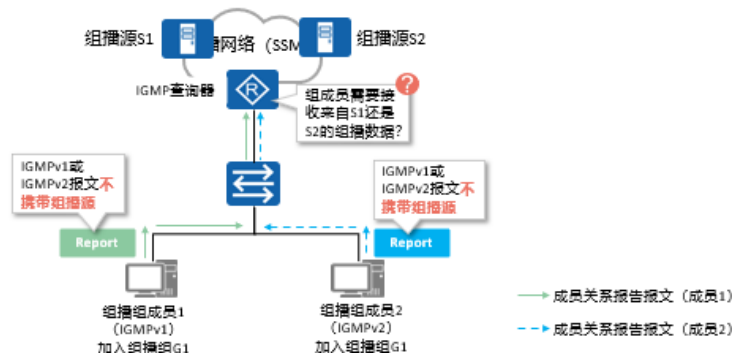 组播源S1
播网络（SSM
组播源S2
IGMP查询器
R
?
组成员需要接
收来自S1还是
S2的组播数据？
IGMPv1或
IGMPv2报文不
携带组播源
IGMPv1或
IGMPv2报文不
携带组播源
Report
Report
组播组成员1
（IGMPv1）
加入组播组G1
组播组成员2
（IGMPv2）
加入组播组G1
成员关系报告报文（成员1）
成员关系报告报文（成员2）